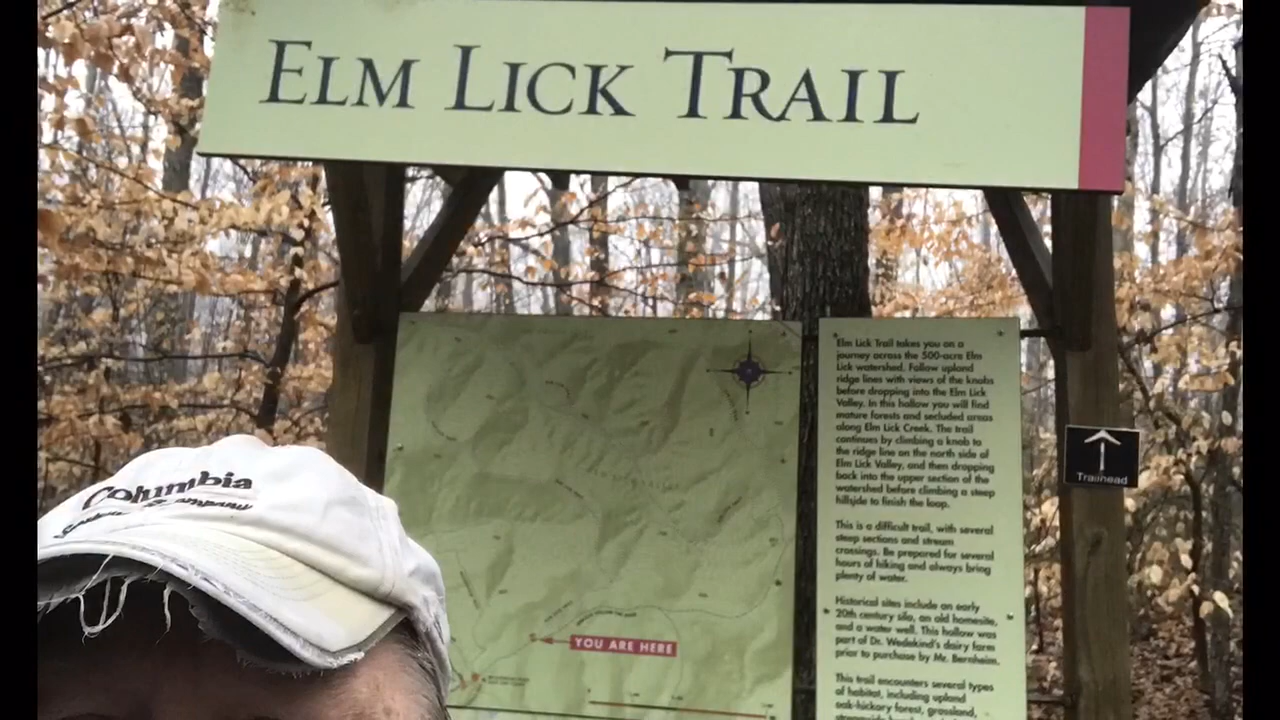 ELM LICK TRAIL
Elm Lick Trail takes you on a
journey across the 500-acre Elm
Lick watershed. Follow upland
ridge lines with views of the knobs
before dropping into the Elm Lick
Valley. In this hollow you will find
mature forests and secluded areas
along Elm Lick Creek. The trail
continues by climbing a knob to
the ridge line on the north side of
Elm Lick Valley, and then dropping
back into the upper section of the
watershed before climbing a steep
hillside to finish the loop.
This is a difficult trail, with several
steep sections and stream
crossings. Be prepared for several
hours of hiking and always bring
plenty of water.
Historical sites include an early
20th century silo, an old homesite,
and a water well. This hollow was
part of Dr. Wedekind's dairy farm
prior to purchase by Mr. Bernheim.
This trail encounters several types
of habitat, including upland
oak-hickory forest, grassland,
Trailhead
Columbia
Sportswear Company
YOU ARE HERE